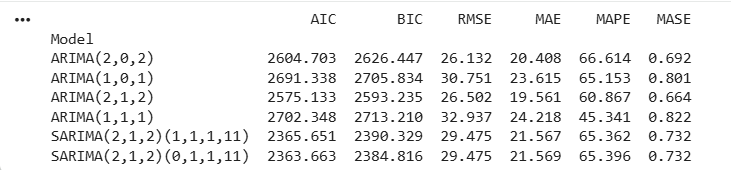 ••• AIC BIC RMSE MAE MAPE MASE
Model
ARIMA(2,0,2) 2604.703 2626.447 26.132 20.408 66.614 0.692
ARIMA(1,0,1) 2691.338 2705.834 30.751 23.615 65.153 0.801
ARIMA(2,1,2) 2575.133 2593.235 26.502 19.561 60.867 0.664
ARIMA(1,1,1) 2702.348 2713.210 32.937 24.218 45.341 0.822
SARIMA(2,1,2)(1,1,1,11) 2365.651 2390.329 29.475 21.567 65.362 0.732
SARIMA(2,1,2)(0,1,1,11) 2363.663 2384.816 29.475 21.569 65.396 0.732